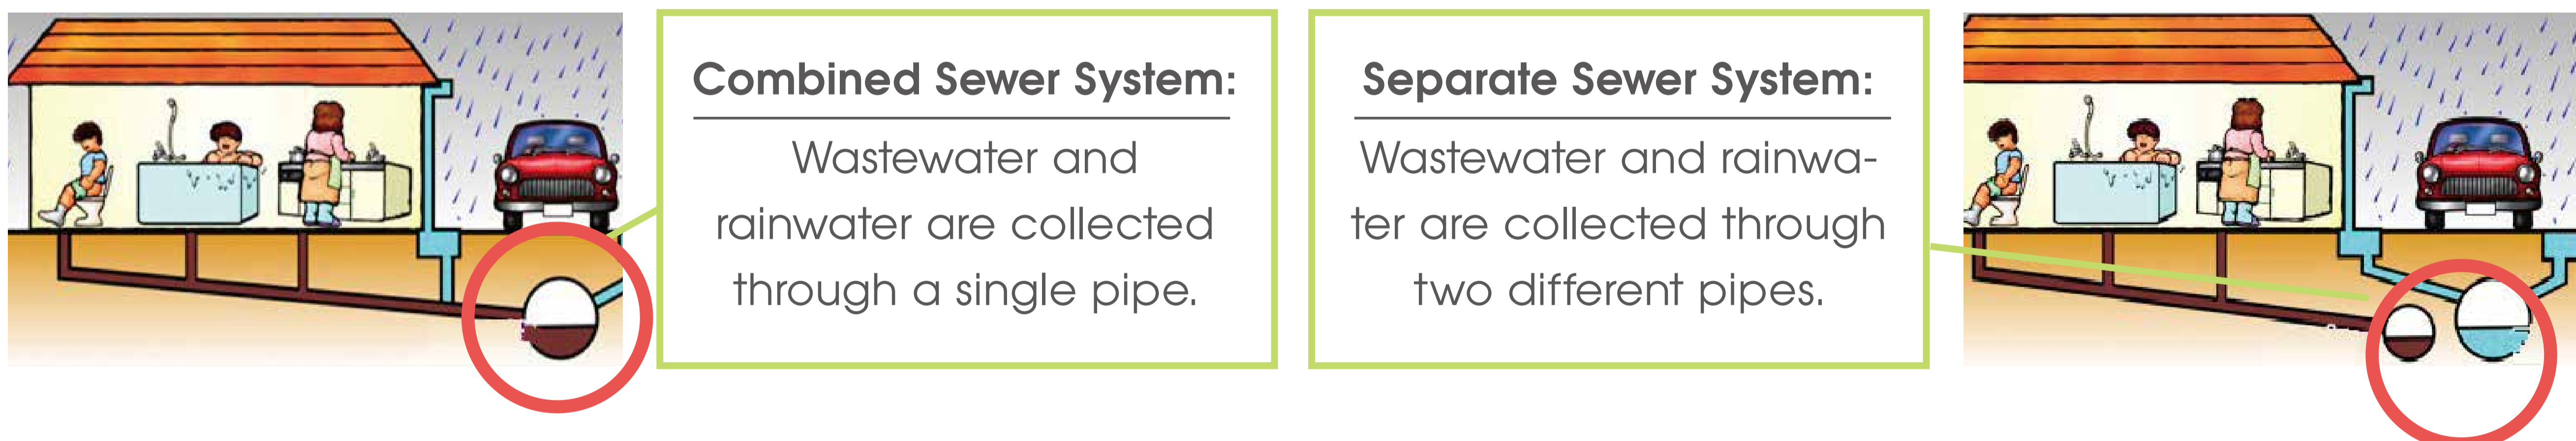 Combined Sewer System:
Wastewater and
rainwater are collected
through a single pipe.
Separate Sewer System:
Wastewater and rainwa-
ter are collected through
two different pipes.